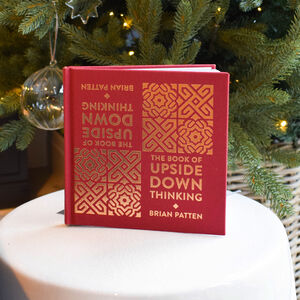 BRIAN PATTEN
THINKING
DOWN
UPSIDE
THE BOOK OF
THE BOOK OF
UPSIDE
DOWN
THINKING
BRIAN PATTEN